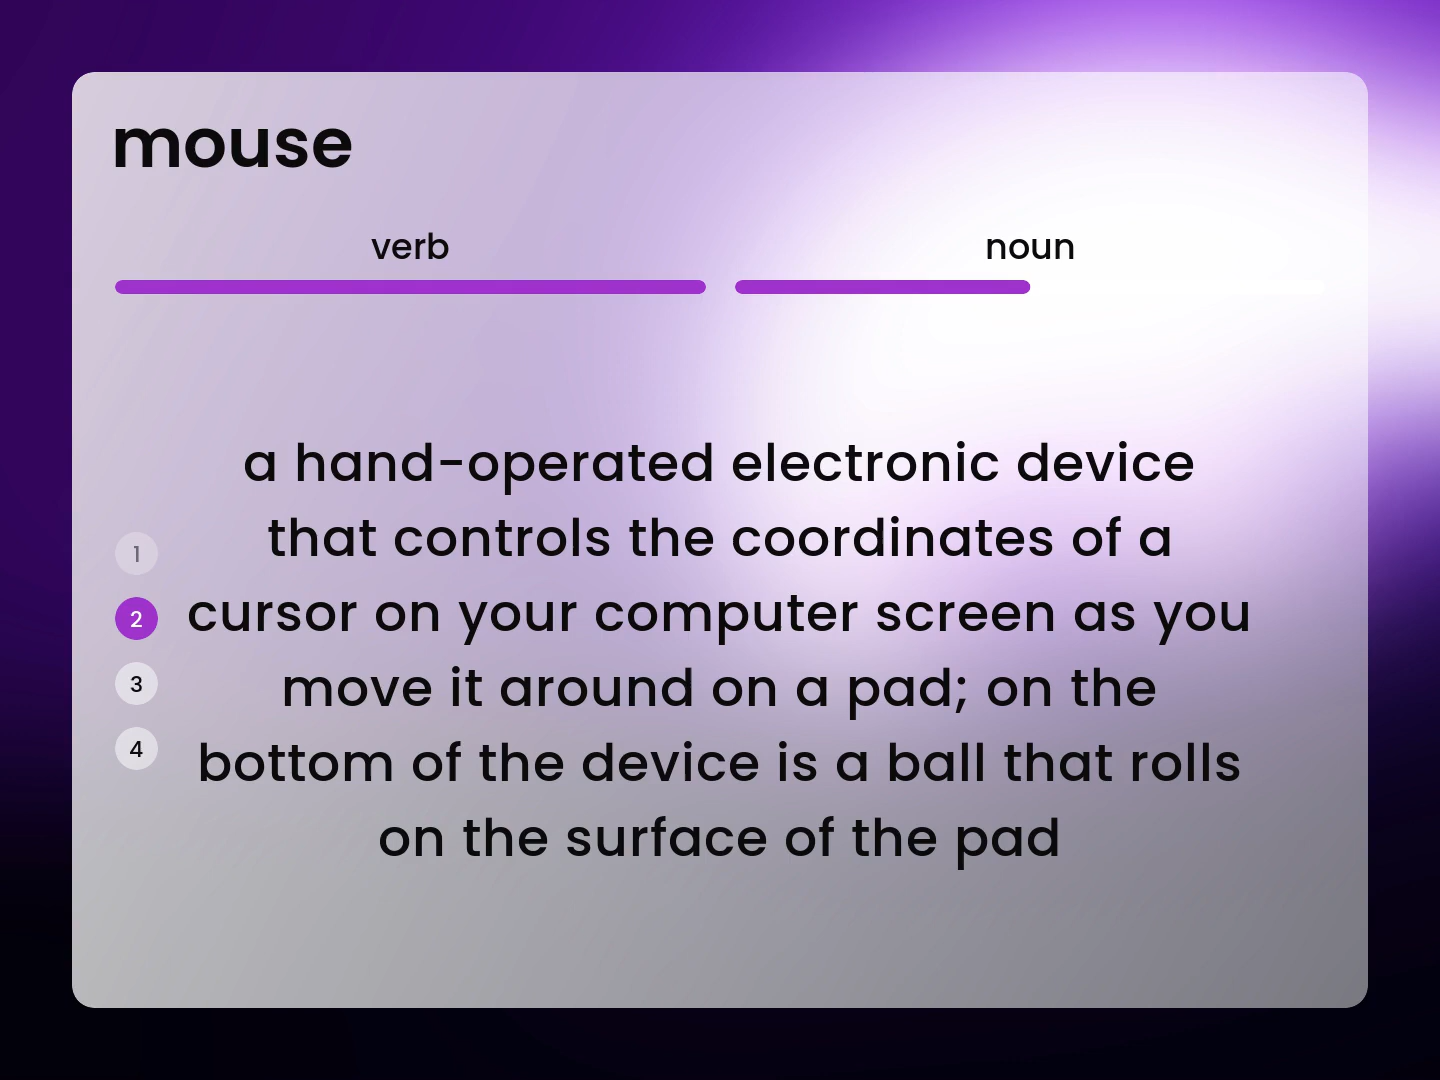 mouse
verb
noun
a hand-operated electronic device
that controls the coordinates of a
cursor on your computer screen as you
move it around on a pad; on the
bottom of the device is a ball that rolls
on the surface of the pad
1
2
3
4